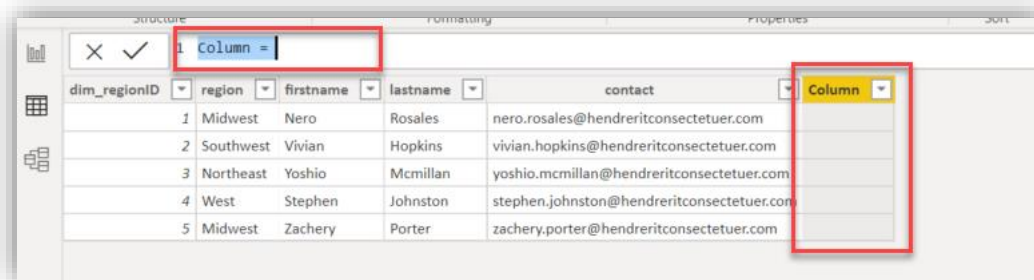 Structure Formatting Properties Sort
1 Column =
dim_regionID region firstname lastname contact Column
1 Midwest Nero Rosales nero.rosales@hendreritconsectetuer.com
2 Southwest Vivian Hopkins vivian.hopkins@hendreritconsectetuer.com
3 Northeast Yoshio Mcmillan yoshio.mcmillan@hendreritconsectetuer.com
4 West Stephen Johnston stephen.johnston@hendreritconsectetuer.com
5 Midwest Zachery Porter zachery.porter@hendreritconsectetuer.com